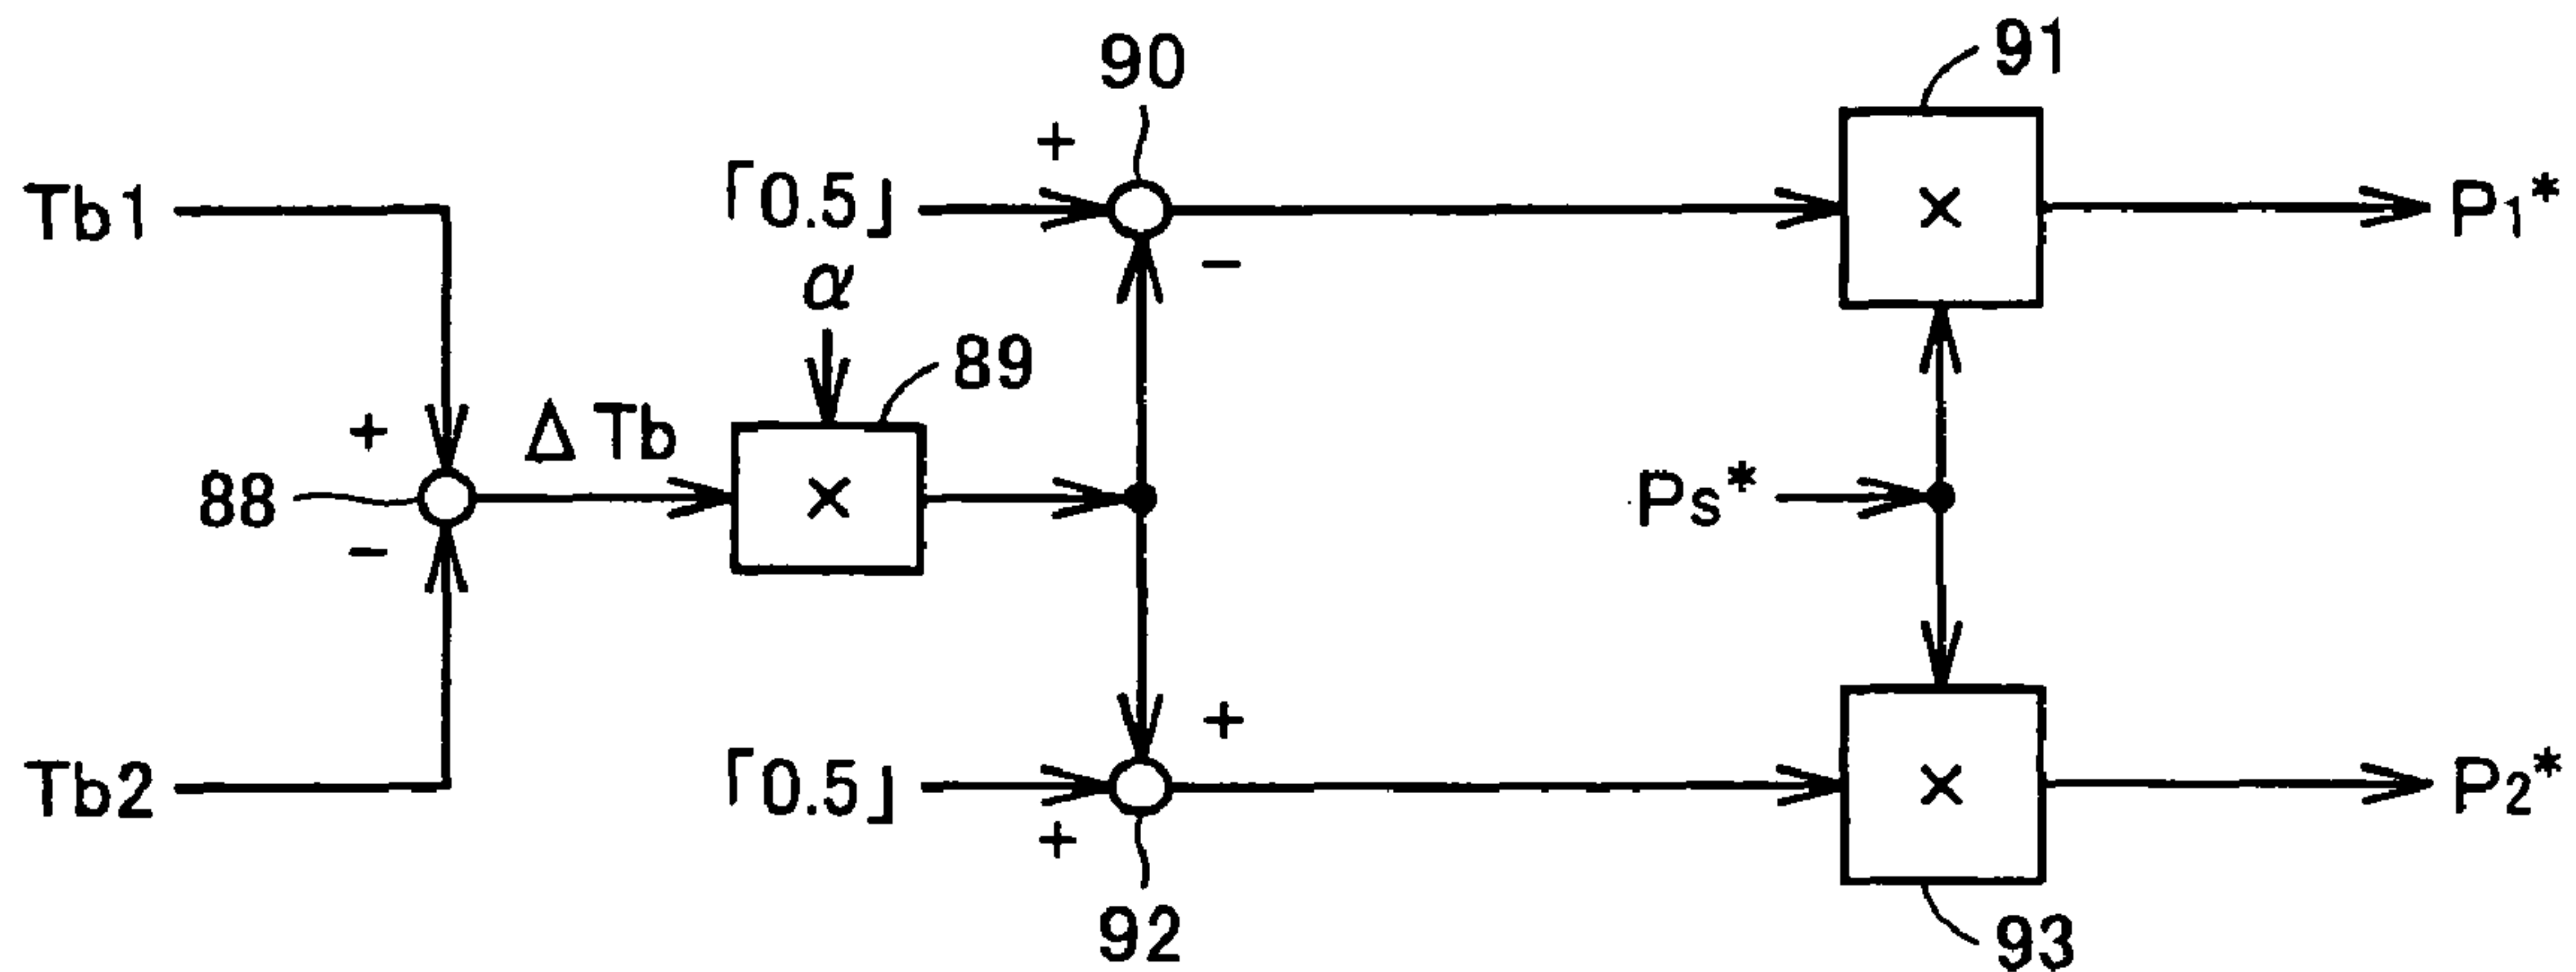 90
91
+
Tb1
「0.5」
P₁*
-
α
89
+
ΔTb
×
×
88
Ps*
-
+
Tb2
「0.5」
×
P₂*
+
92
93